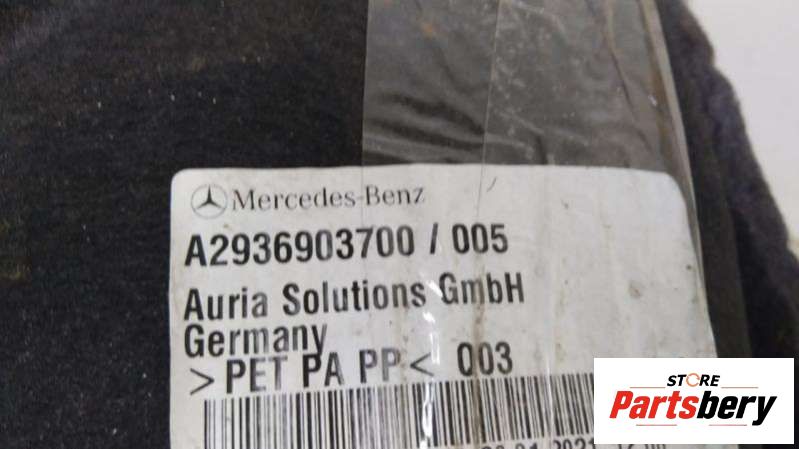 Mercedes-Benz
A2936903700 / 005
Auria Solutions GmbH
Germany
>PET PA PP< 003
STORE
Partsbery